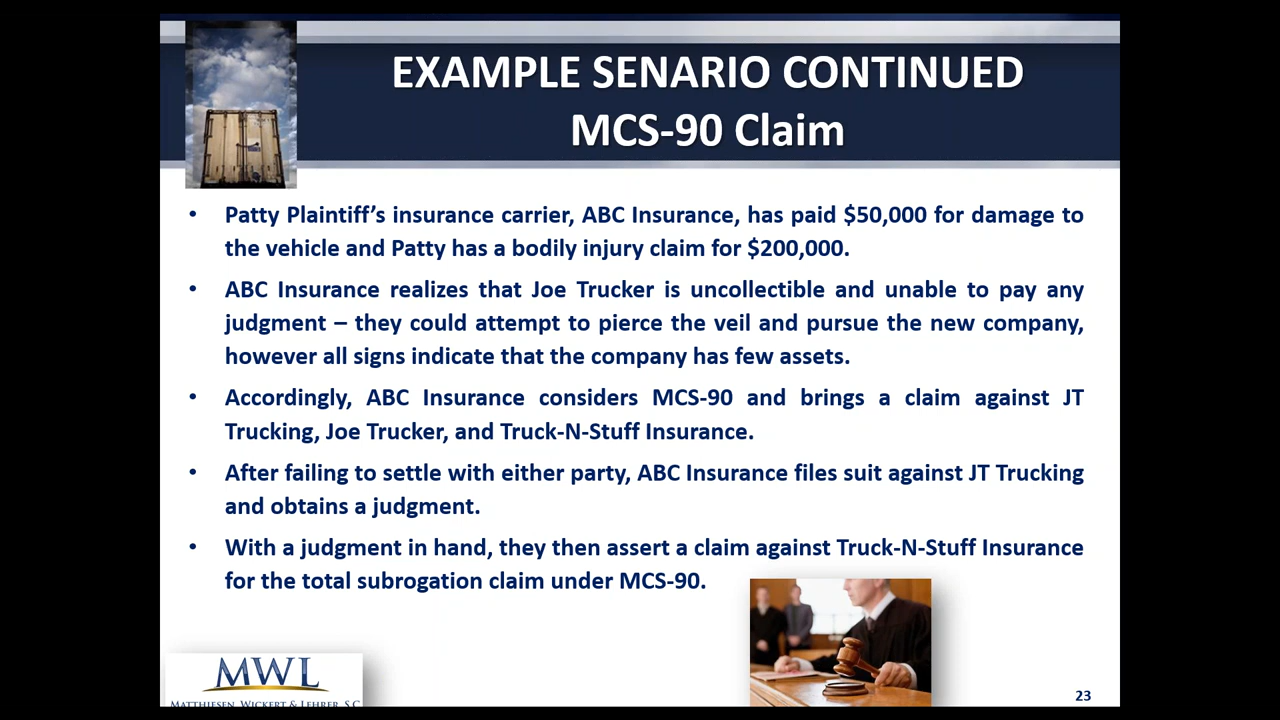 EXAMPLE SENARIO CONTINUED
MCS-90 Claim
• Patty Plaintiff’s insurance carrier, ABC Insurance, has paid $50,000 for damage to
the vehicle and Patty has a bodily injury claim for $200,000.
• ABC Insurance realizes that Joe Trucker is uncollectible and unable to pay any
judgment – they could attempt to pierce the veil and pursue the new company,
however all signs indicate that the company has few assets.
• Accordingly, ABC Insurance considers MCS-90 and brings a claim against JT
Trucking, Joe Trucker, and Truck-N-Stuff Insurance.
• After failing to settle with either party, ABC Insurance files suit against JT Trucking
and obtains a judgment.
• With a judgment in hand, they then assert a claim against Truck-N-Stuff Insurance
for the total subrogation claim under MCS-90.
MWL
MATTHIESEN, WICKERT & LEHRER, S.C.
23